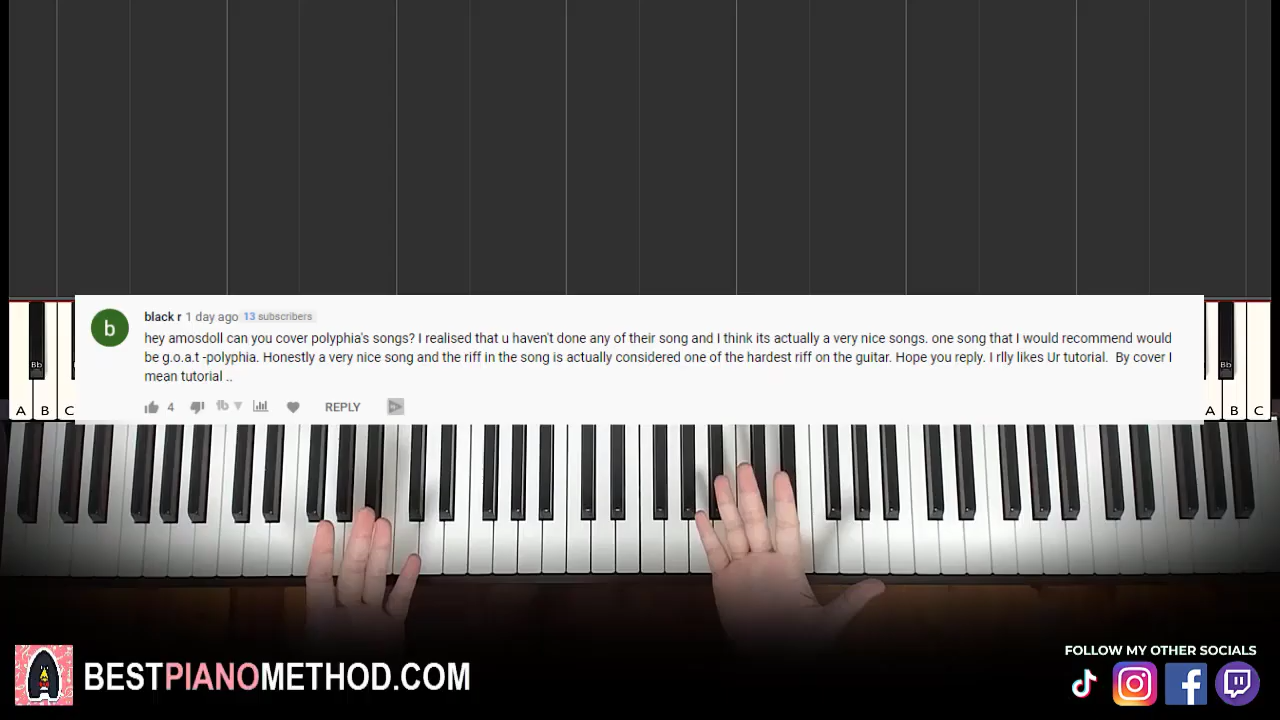 black r 1 day ago 13 subscribers
hey amosdoll can you cover polyphia's songs? I realised that u haven't done any of their song and I think its actually a very nice songs. one song that I would recommend would
be g.o.a.t -polyphia. Honestly a very nice song and the riff in the song is actually considered one of the hardest riff on the guitar. Hope you reply. I rlly likes Ur tutorial. By cover I
mean tutorial ..
b
4 REPLY
Bb Bb
A B C A B C
FOLLOW MY OTHER SOCIALS
BESTPIANOMETHOD.COM